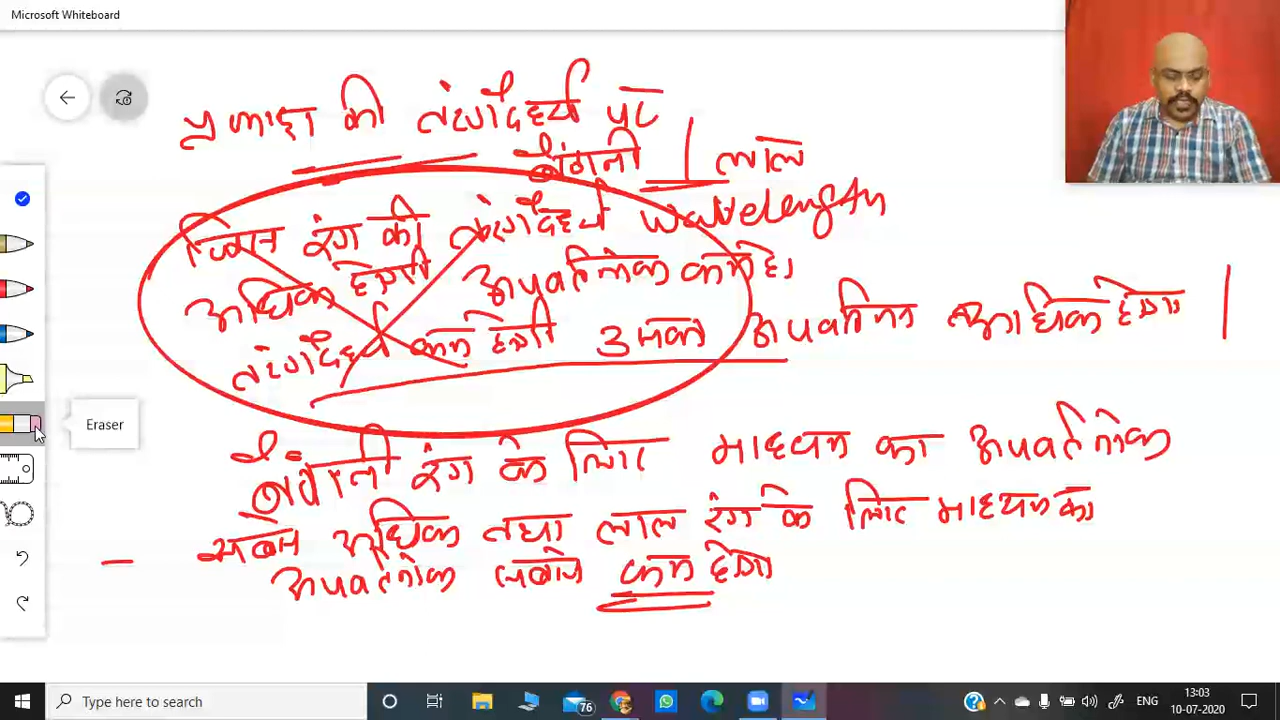 Microsoft Whiteboard
प्रकाश की तरंगदैर्ध्य पर
बैंगनी | लाल
जिस रंग की तरंगदैर्ध्य Wavelength
अधिक होगी अपवर्तनांक कम है।
तरंगदैर्ध्य कम होगी उसका अपवर्तनांक अधिक होगा |
Eraser
बैंगनी रंग के लिए माध्यम का अपवर्तनांक
सबसे अधिक तथा लाल रंग के लिए माध्यम का
अपवर्तनांक सबसे कम होगा
Type here to search
76
ENG
13:03
10-07-2020